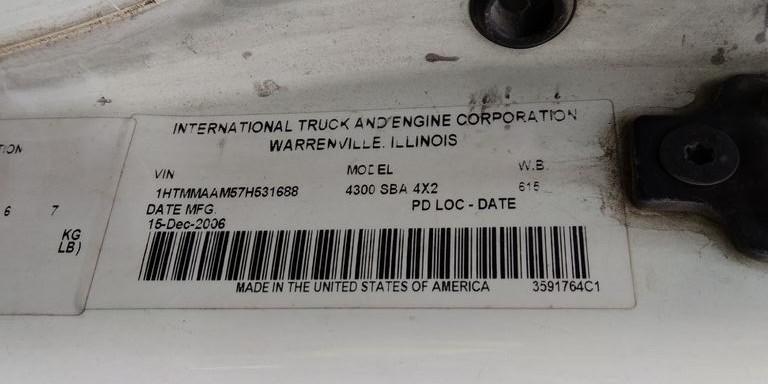 INTERNATIONAL TRUCK AND ENGINE CORPORATION
WARRENVILLE, ILLINOIS
VIN MODEL W.B.
1HTMMAAM57H531688 4300 SBA 4X2 615
DATE MFG. PD LOC - DATE
15-Dec-2006
MADE IN THE UNITED STATES OF AMERICA 3591764C1
TION
6 7
KG
LB)